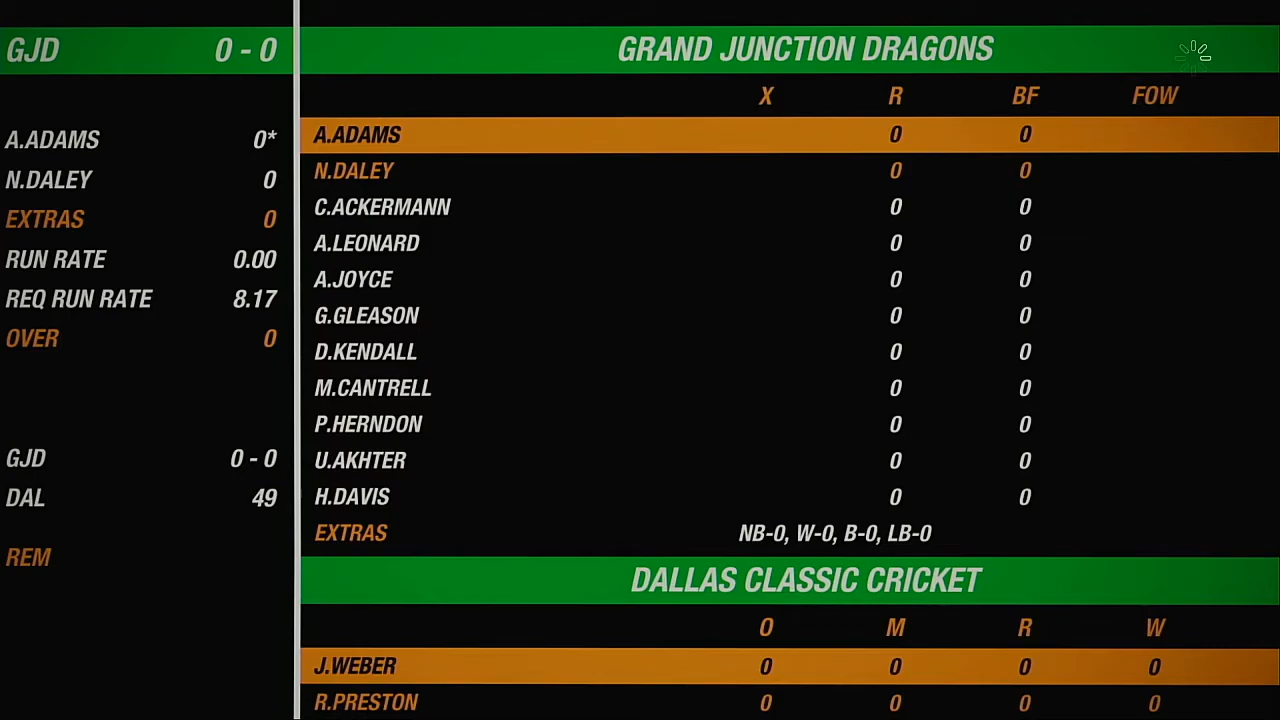 GJD 0 - 0
A.ADAMS 0*
N.DALEY 0
EXTRAS 0
RUN RATE 0.00
REQ RUN RATE 8.17
OVER 0
GJD 0 - 0
DAL 49
REM
GRAND JUNCTION DRAGONS
X R BF FOW
A.ADAMS 0 0
N.DALEY 0 0
C.ACKERMANN 0 0
A.LEONARD 0 0
A.JOYCE 0 0
G.GLEASON 0 0
D.KENDALL 0 0
M.CANTRELL 0 0
P.HERNDON 0 0
U.AKHTER 0 0
H.DAVIS 0 0
EXTRAS NB-0, W-0, B-0, LB-0
DALLAS CLASSIC CRICKET
O M R W
J.WEBER 0 0 0 0
R.PRESTON 0 0 0 0